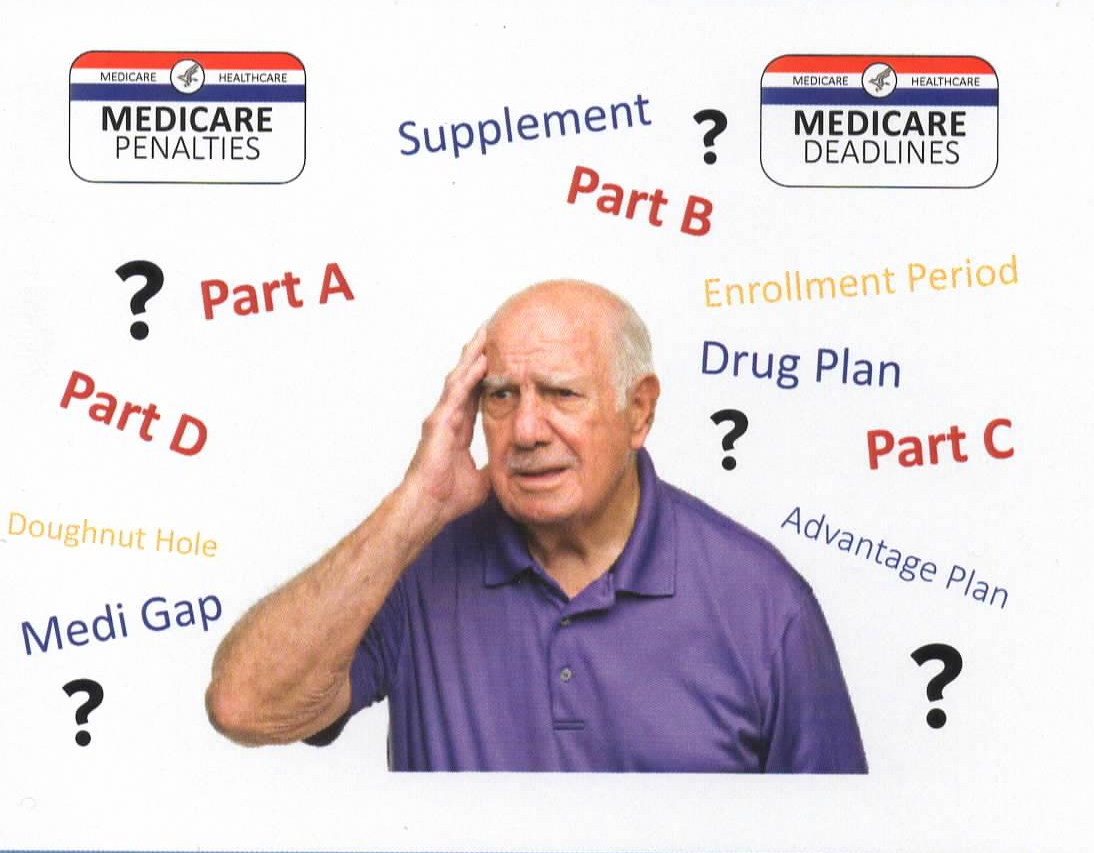 MEDICARE HEALTHCARE
MEDICARE
PENALTIES
MEDICARE HEALTHCARE
MEDICARE
DEADLINES
Supplement
?
Part B
? Part A
Enrollment Period
Drug Plan
Part D
?
Part C
Doughnut Hole
Advantage Plan
Medi Gap
?
?